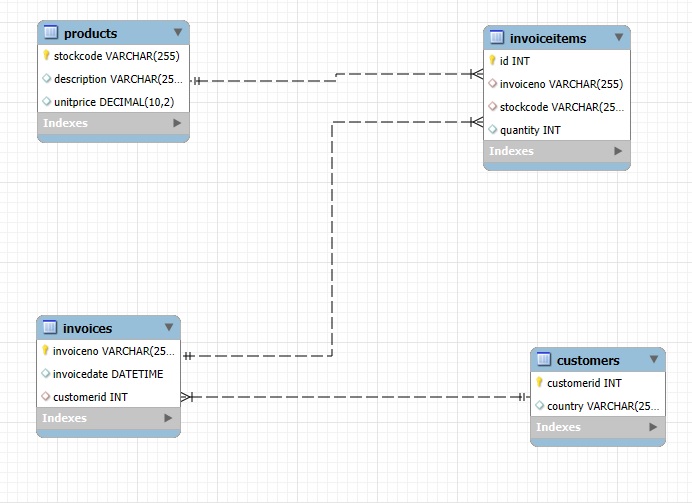 products
stockcode VARCHAR(255)
description VARCHAR(25...
unitprice DECIMAL(10,2)
Indexes
invoiceitems
id INT
invoiceno VARCHAR(255)
stockcode VARCHAR(25...
quantity INT
Indexes
invoices
invoiceno VARCHAR(25...
invoicedate DATETIME
customerid INT
Indexes
customers
customerid INT
country VARCHAR(25...
Indexes